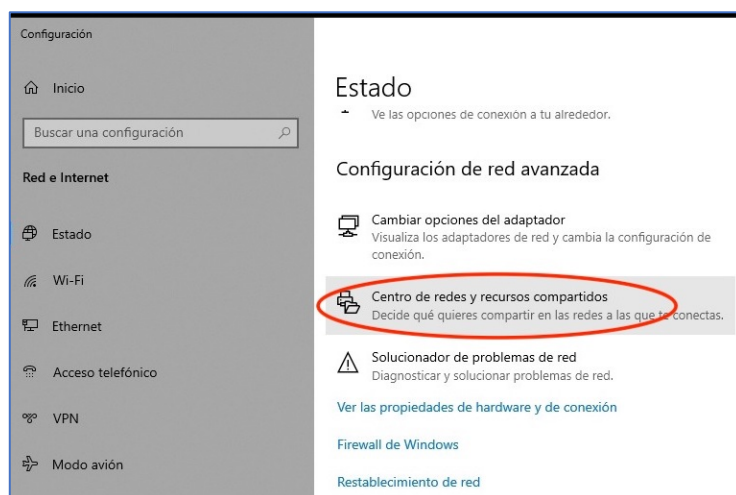 Configuración
Inicio
Buscar una configuración
Red e Internet
Estado
Wi-Fi
Ethernet
Acceso telefónico
VPN
Modo avión
Estado
Ve las opciones de conexión a tu alrededor.
Configuración de red avanzada
Cambiar opciones del adaptador
Visualiza los adaptadores de red y cambia la configuración de
conexión.
Centro de redes y recursos compartidos
Decide qué quieres compartir en las redes a las que te conectas.
Solucionador de problemas de red
Diagnosticar y solucionar problemas de red.
Ver las propiedades de hardware y de conexión
Firewall de Windows
Restablecimiento de red